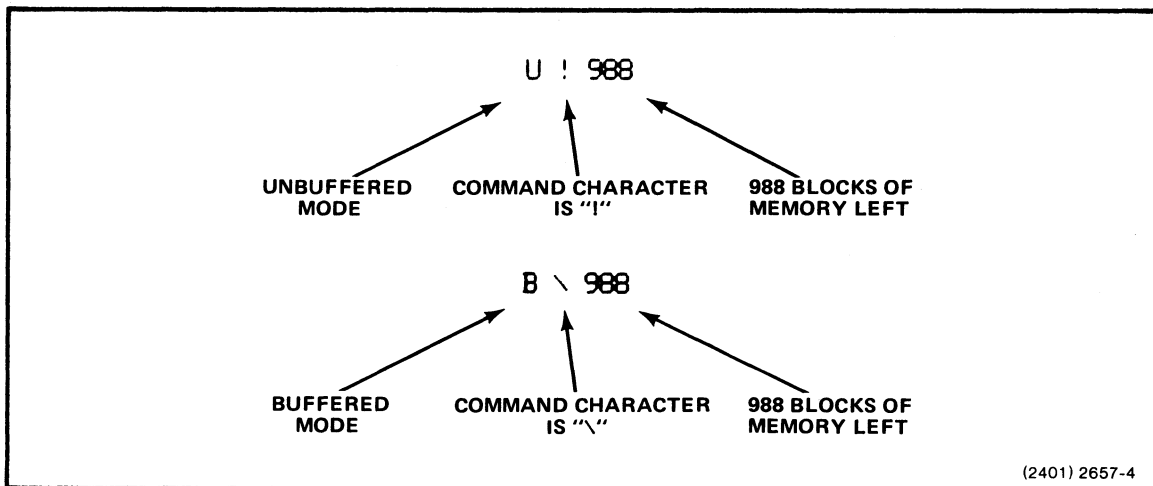 U ! 988
UNBUFFERED MODE
COMMAND CHARACTER IS "!"
988 BLOCKS OF MEMORY LEFT
B \ 988
BUFFERED MODE
COMMAND CHARACTER IS "\"
988 BLOCKS OF MEMORY LEFT
(2401) 2657-4